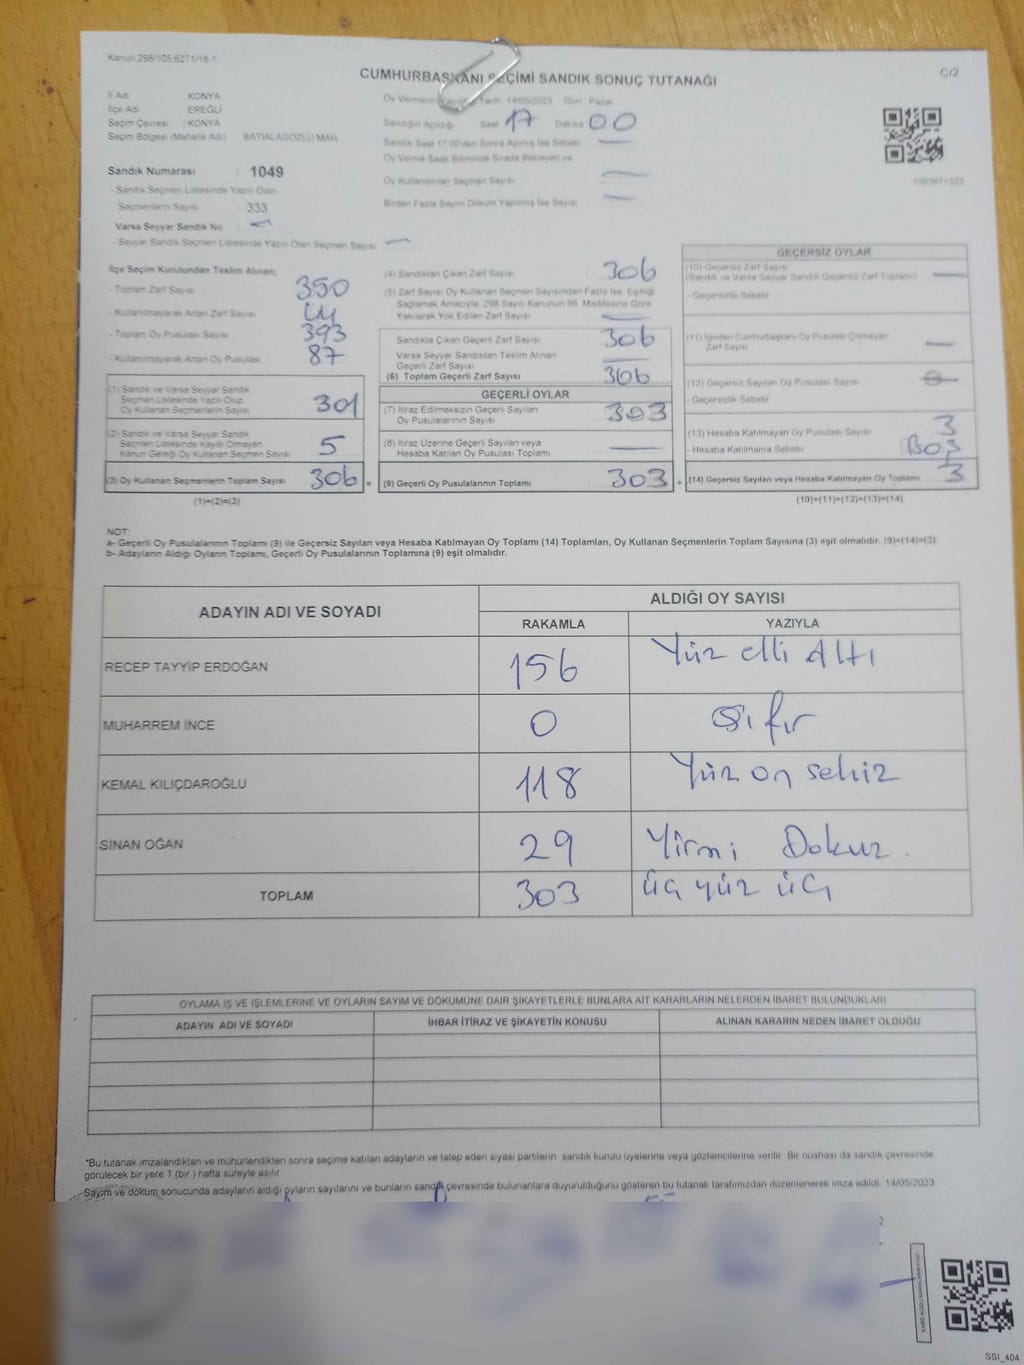 Kanun:298/105.6271/18-1
CUMHURBAŞKANI SEÇİMİ SANDIK SONUÇ TUTANAĞI
C/2
İl Adı KONYA
İlçe Adı EREĞLİ
Seçim Çevresi : KONYA
Seçim Bölgesi (Mahalle Adı) BATIALAGÖZLÜ MAH.
Oy Vermenin Tarih 14/05/2023 Gün Pazar
Sandığın Açıldığı Saat 17 Dakika 00
Sandık Saat 17:00'den Sonra Açılmış İse Sebebi —
Oy Verme Saat Bitiminde Sırada Bekleyen ve
Oy Kullandırılan Seçmen Sayısı —
Birden Fazla Sayım Döküm Yapılmış İse Sayısı —
Sandık Numarası : 1049
- Sandık Seçmen Listesinde Yazılı Olan
Seçmenlerin Sayısı : 333
Varsa Seyyar Sandık No —
- Seyyar Sandık Seçmen Listesinde Yazılı Olan Seçmen Sayısı: —
İlçe Seçim Kurulundan Teslim Alınan;
- Toplam Zarf Sayısı 350
- Kullanılmayarak Artan Zarf Sayısı
- Toplam Oy Pusulası Sayısı 393
- Kullanılmayarak Artan Oy Pusulası 87
(1) Sandık ve Varsa Seyyar Sandık
Seçmen Listesinde Yazılı Olup
Oy Kullanan Seçmenlerin Sayısı 301
(2) Sandık ve Varsa Seyyar Sandık
Seçmen Listesinde Kayıtlı Olmayan
Kanun Gereği Oy Kullanan Seçmen Sayısı 5
(3) Oy Kullanan Seçmenlerin Toplam Sayısı 306 =
(1)+(2)=(3)
(4) Sandıktan Çıkan Zarf Sayısı 306
(5) Zarf Sayısı Oy Kullanan Seçmen Sayısından Fazla İse, Eşitliği
Sağlamak Amacıyla, 298 Sayılı Kanunun 98. Maddesine Göre
Yakılarak Yok Edilen Zarf Sayısı —
Sandıkta Çıkan Geçerli Zarf Sayısı 306
Varsa Seyyar Sandıktan Teslim Alınan
Geçerli Zarf Sayısı —
(6) Toplam Geçerli Zarf Sayısı 306
GEÇERLİ OYLAR
(7) İtiraz Edilmeksizin Geçerli Sayılan
Oy Pusulalarının Sayısı 303
(8) İtiraz Üzerine Geçerli Sayılan veya
Hesaba Katılan Oy Pusulası Toplamı —
(9) Geçerli Oy Pusulalarının Toplamı 303 +
GEÇERSİZ OYLAR
(10) Geçersiz Zarf Sayısı
(Sandık ve Varsa Seyyar Sandık Geçersiz Zarf Toplamı) —
- Geçersizlik Sebebi
(11) İçinden Cumhurbaşkanı Oy Pusulası Çıkmayan
Zarf Sayısı —
(12) Geçersiz Sayılan Oy Pusulası Sayısı
- Geçersizlik Sebebi
(13) Hesaba Katılmayan Oy Pusulası Sayısı 3
- Hesaba Katılmama Sebebi BOŞ
(14) Geçersiz Sayılan veya Hesaba Katılmayan Oy Toplamı 3
(10)+(11)+(12)+(13)=(14)
NOT:
a- Geçerli Oy Pusulalarının Toplamı (9) ile Geçersiz Sayılan veya Hesaba Katılmayan Oy Toplamı (14) Toplamları, Oy Kullanan Seçmenlerin Toplam Sayısına (3) eşit olmalıdır. (9)+(14)=(3)
b- Adayların Aldığı Oyların Toplamı, Geçerli Oy Pusulalarının Toplamına (9) eşit olmalıdır.
ADAYIN ADI VE SOYADI ALDIĞI OY SAYISI
RAKAMLA YAZIYLA
RECEP TAYYİP ERDOĞAN 156 Yüz elli Altı
MUHARREM İNCE 0 Sıfır
KEMAL KILIÇDAROĞLU 118 Yüz on sekiz
SİNAN OĞAN 29 Yirmi Dokuz.
TOPLAM 303 üç yüz üç
OYLAMA İŞ VE İŞLEMLERİNE VE OYLARIN SAYIM VE DÖKÜMÜNE DAİR ŞİKAYETLERLE BUNLARA AİT KARARLARIN NELERDEN İBARET BULUNDUKLARI
ADAYIN ADI VE SOYADI İHBAR İTİRAZ VE ŞİKAYETİN KONUSU ALINAN KARARIN NEDEN İBARET OLDUĞU
*Bu tutanak imzalandıktan ve mühürlendikten sonra seçime katılan adayların ve talep eden siyasi partilerin sandık kurulu üyelerine veya gözlemcilerine verilir. Bir nüshası da sandık çevresinde
görülecek bir yere 1 (bir ) hafta süreyle asılır.
-Sayım ve döküm sonucunda adayların aldığı oyların sayılarını ve bunların sandık çevresinde bulunanlara duyurulduğunu gösteren bu tutanak tarafımızdan düzenlenerek imza edildi. 14/05/2023
SSI_404